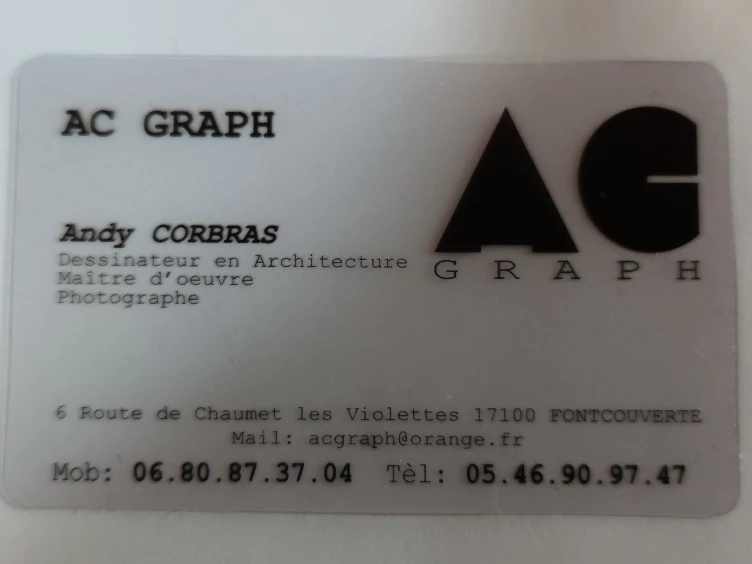 AC GRAPH
AC
GRAPH
Andy CORBRAS
Dessinateur en Architecture
Maître d'oeuvre
Photographe
6 Route de Chaumet les Violettes 17100 FONTCOUVERTE
Mail: acgraph@orange.fr
Mob: 06.80.87.37.04 Tèl: 05.46.90.97.47